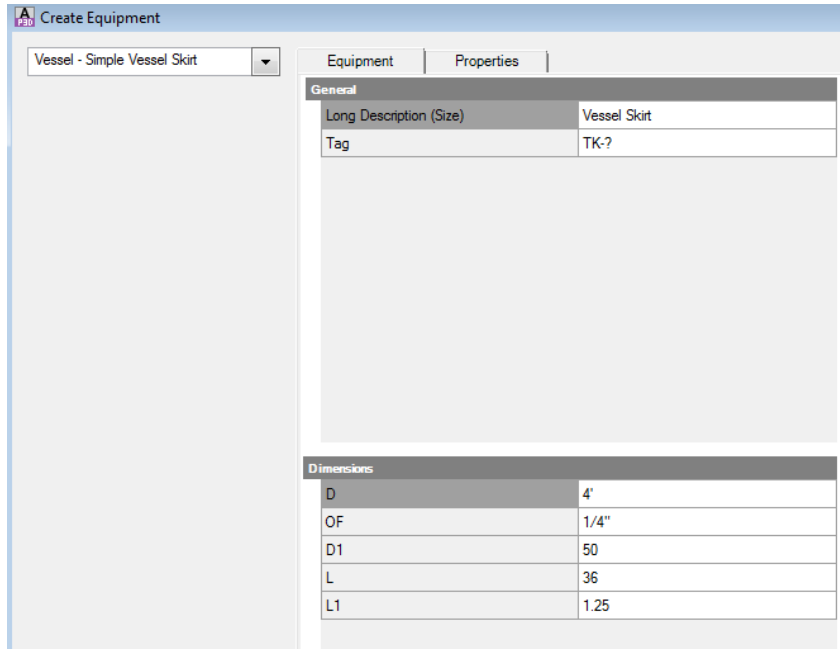 A
P3D
Create Equipment
Vessel - Simple Vessel Skirt
Equipment Properties
General
Long Description (Size) Vessel Skirt
Tag TK-?
Dimensions
D 4'
OF 1/4"
D1 50
L 36
L1 1.25